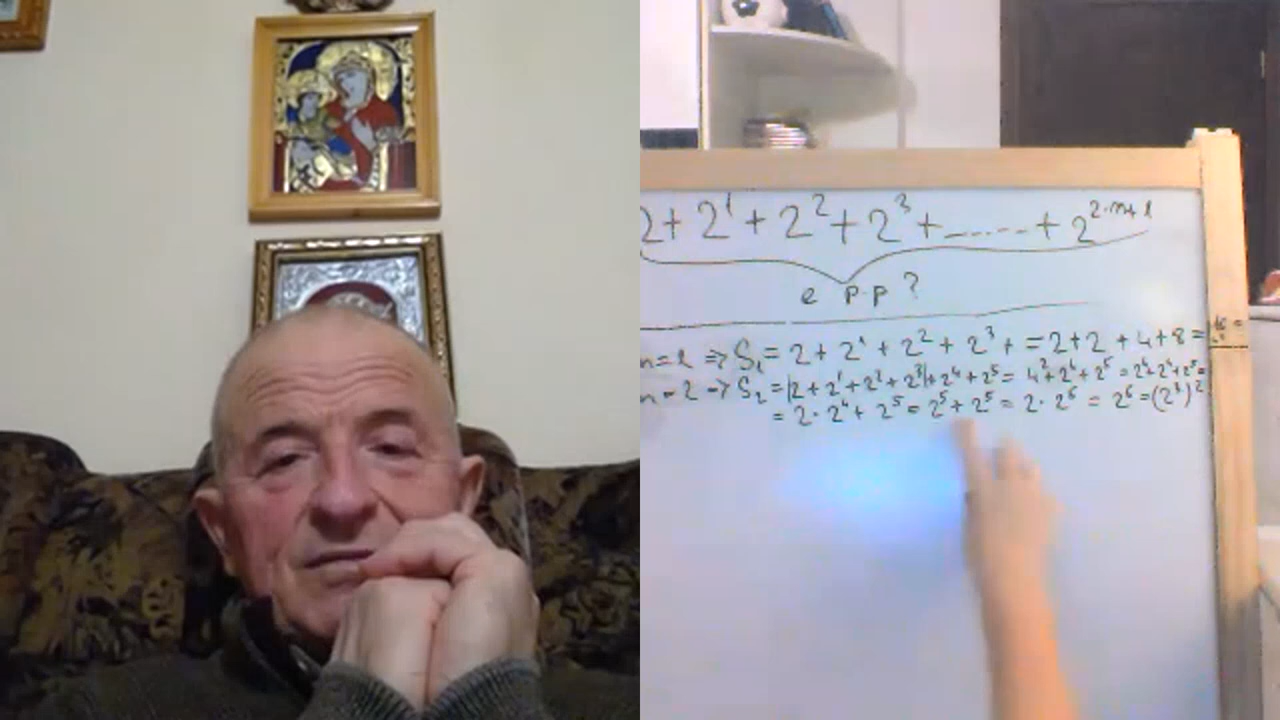 2 + 2¹ + 2² + 2³ + ...... + 2^(2·n+1)
e p.p ?
n=1 => S₁ = 2 + 2¹ + 2² + 2³ + = 2+2 + 4+8 = 16 =
n=2 -> S₂ = |2 + 2¹ + 2² + 2³| + 2⁴ + 2⁵ = 4² + 2⁴ + 2⁵ = 2⁴ + 2⁴ + 2⁵ =
= 2 · 2⁴ + 2⁵ = 2⁵ + 2⁵ = 2 · 2⁶ = 2⁶ = (2³)²